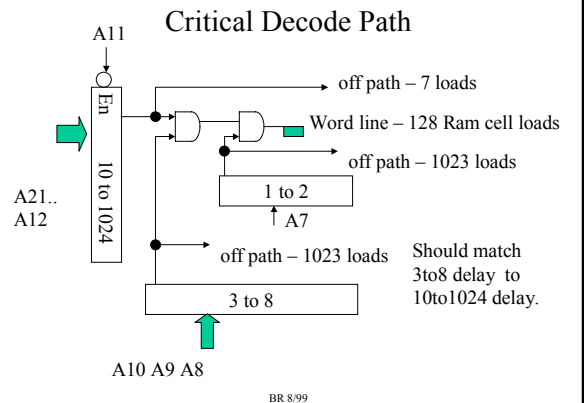 Critical Decode Path
A11
En
10 to 1024
off path – 7 loads
Word line – 128 Ram cell loads
off path – 1023 loads
1 to 2
A7
A21..
A12
off path – 1023 loads
Should match
3to8 delay to
10to1024 delay.
3 to 8
A10 A9 A8
BR 8/99